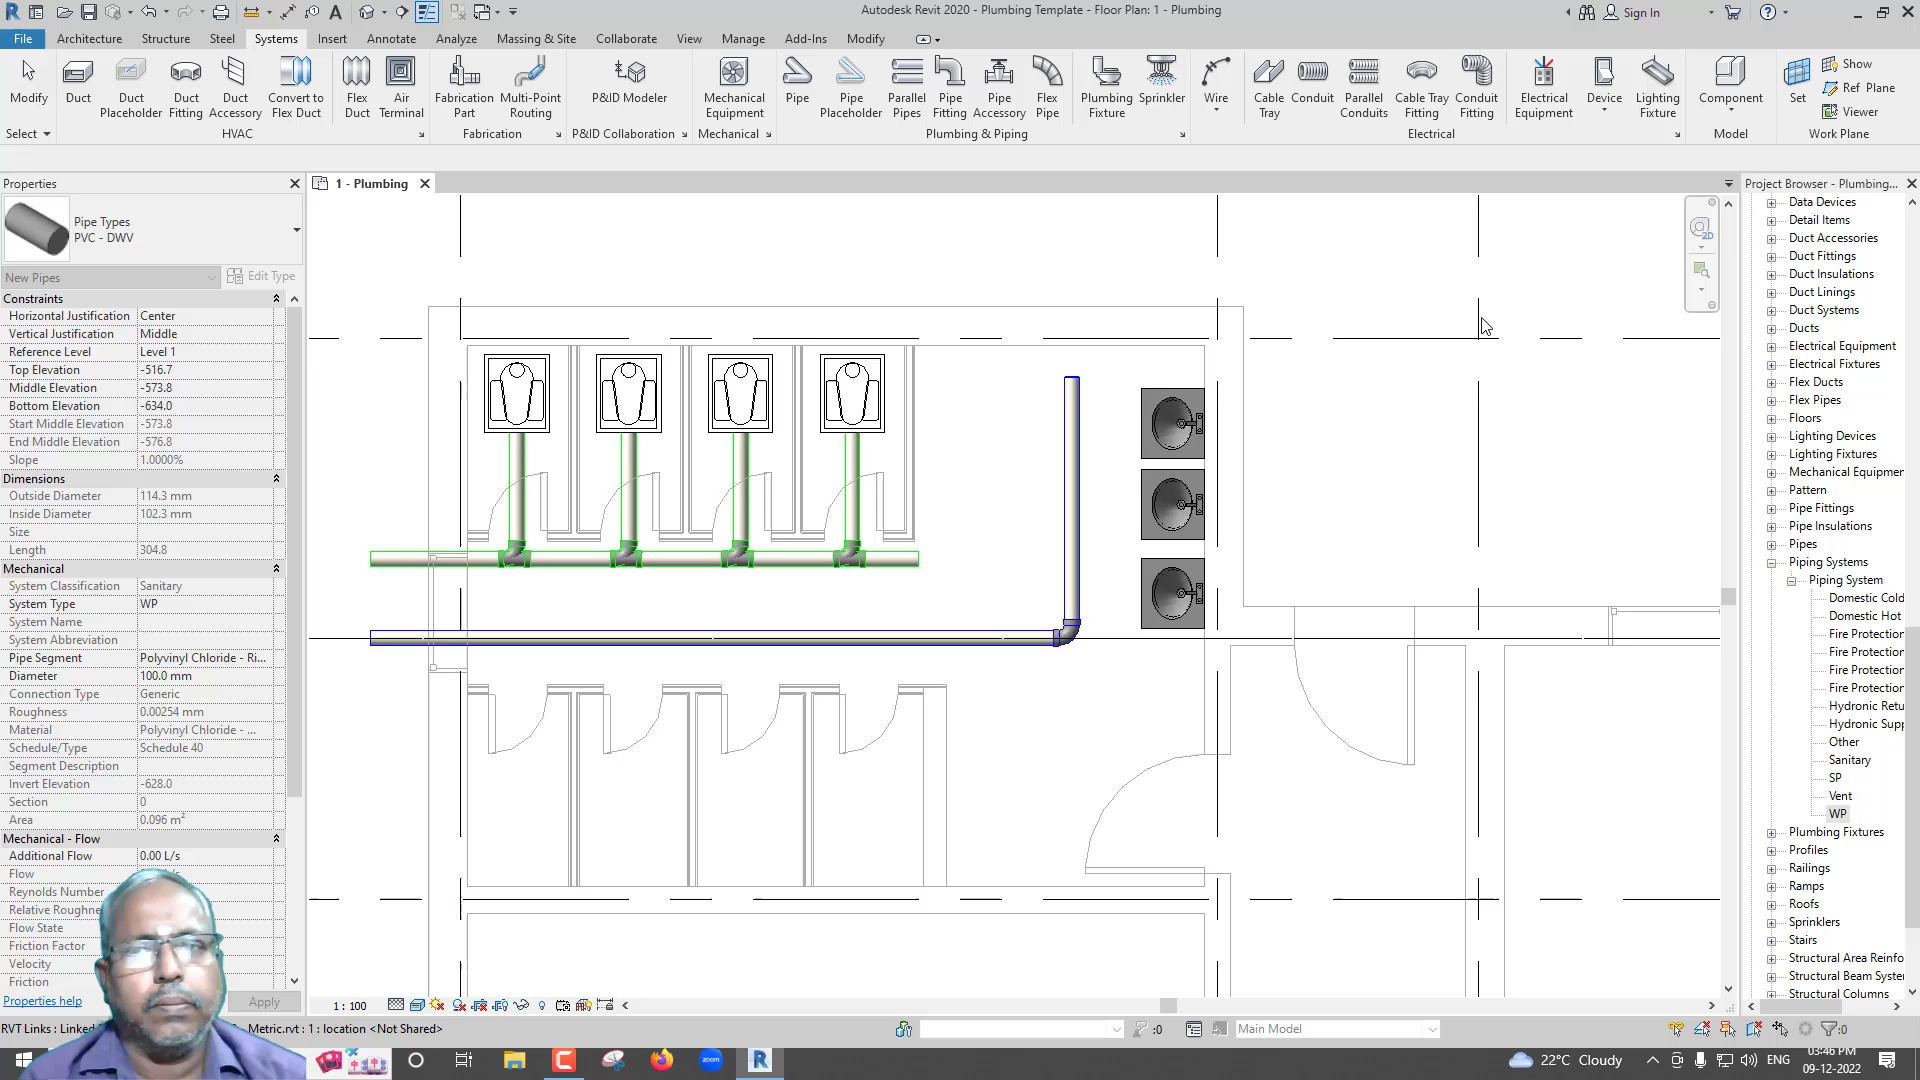 Autodesk Revit 2020 - Plumbing Template - Floor Plan: 1 - Plumbing
Sign In
File Architecture Structure Steel Systems Insert Annotate Analyze Massing & Site Collaborate View Manage Add-Ins Modify
Modify
Duct
Duct Placeholder
Duct Fitting
Duct Accessory
Convert to Flex Duct
Flex Duct
Air Terminal
Fabrication Part
Multi-Point Routing
P&ID Modeler
Mechanical Equipment
Pipe
Pipe Placeholder
Parallel Pipes
Pipe Fitting
Pipe Accessory
Flex Pipe
Plumbing Fixture
Sprinkler
Wire
Cable Tray
Conduit
Parallel Conduits
Cable Tray Fitting
Conduit Fitting
Electrical Equipment
Device
Lighting Fixture
Component
Set
Show
Ref Plane
Viewer
Select HVAC Fabrication P&ID Collaboration Mechanical Plumbing & Piping Electrical Model Work Plane
Properties
1 - Plumbing
Project Browser - Plumbing...
Pipe Types
PVC - DWV
New Pipes Edit Type
Constraints
Horizontal Justification Center
Vertical Justification Middle
Reference Level Level 1
Top Elevation -516.7
Middle Elevation -573.8
Bottom Elevation -634.0
Start Middle Elevation -573.8
End Middle Elevation -576.8
Slope 1.0000%
Dimensions
Outside Diameter 114.3 mm
Inside Diameter 102.3 mm
Size
Length 304.8
Mechanical
System Classification Sanitary
System Type WP
System Name
System Abbreviation
Pipe Segment Polyvinyl Chloride - Ri...
Diameter 100.0 mm
Connection Type Generic
Roughness 0.00254 mm
Material Polyvinyl Chloride - ...
Schedule/Type Schedule 40
Segment Description
Invert Elevation -628.0
Section 0
Area 0.096 m²
Mechanical - Flow
Additional Flow 0.00 L/s
Flow
Reynolds Number
Relative Roughne
Flow State
Friction Factor
Velocity
Friction
Properties help Apply
2D
Data Devices
Detail Items
Duct Accessories
Duct Fittings
Duct Insulations
Duct Linings
Duct Systems
Ducts
Electrical Equipment
Electrical Fixtures
Flex Ducts
Flex Pipes
Floors
Lighting Devices
Lighting Fixtures
Mechanical Equipmen
Pattern
Pipe Fittings
Pipe Insulations
Pipes
Piping Systems
Piping System
Domestic Cold
Domestic Hot
Fire Protection
Fire Protection
Fire Protection
Fire Protection
Hydronic Retu
Hydronic Supp
Other
Sanitary
SP
Vent
WP
Plumbing Fixtures
Profiles
Railings
Ramps
Roofs
Sprinklers
Stairs
Structural Area Reinfo
Structural Beam System
Structural Columns
1 : 100
RVT Links : Linked Metric.rvt : 1 : location <Not Shared>
:0
Main Model
:0
zoom
22°C Cloudy
ENG
03:46 PM
09-12-2022